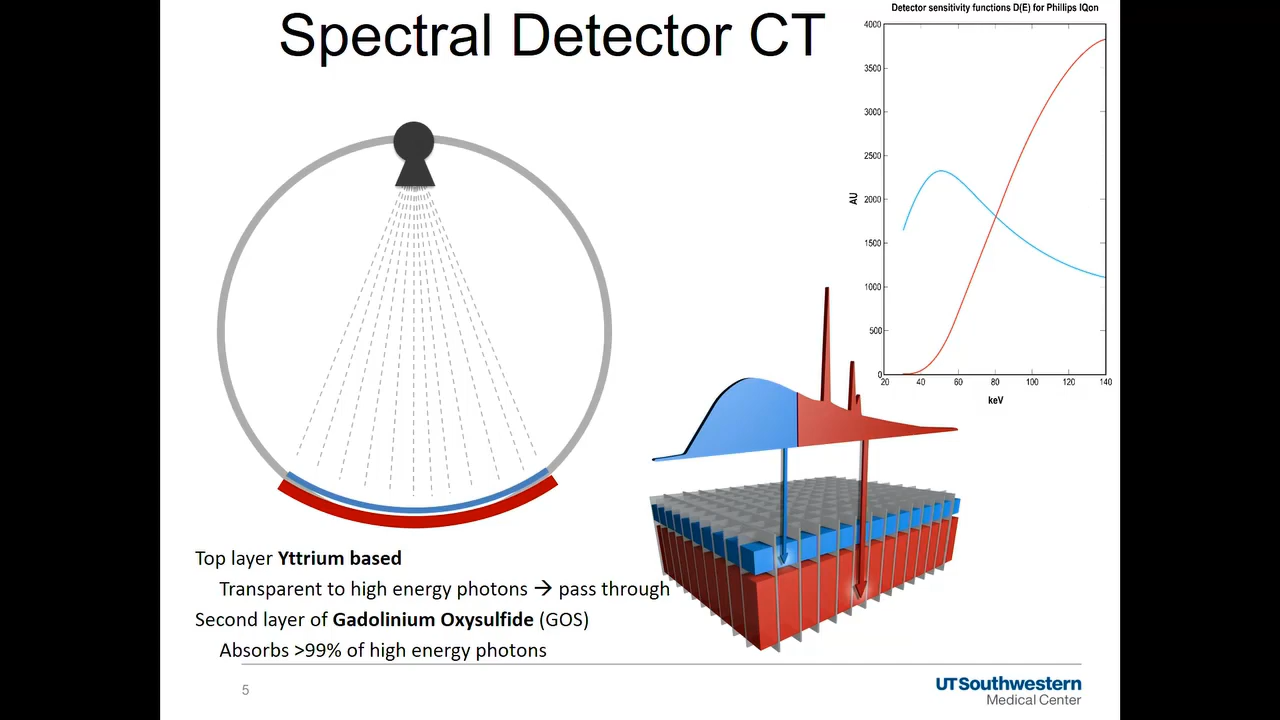 Spectral Detector CT
Detector sensitivity functions D(E) for Phillips IQon
4000
3500
3000
2500
2000
1500
1000
500
0
AU
20 40 60 80 100 120 140
keV
Top layer Yttrium based
Transparent to high energy photons → pass through
Second layer of Gadolinium Oxysulfide (GOS)
Absorbs >99% of high energy photons
5
UTSouthwestern
Medical Center